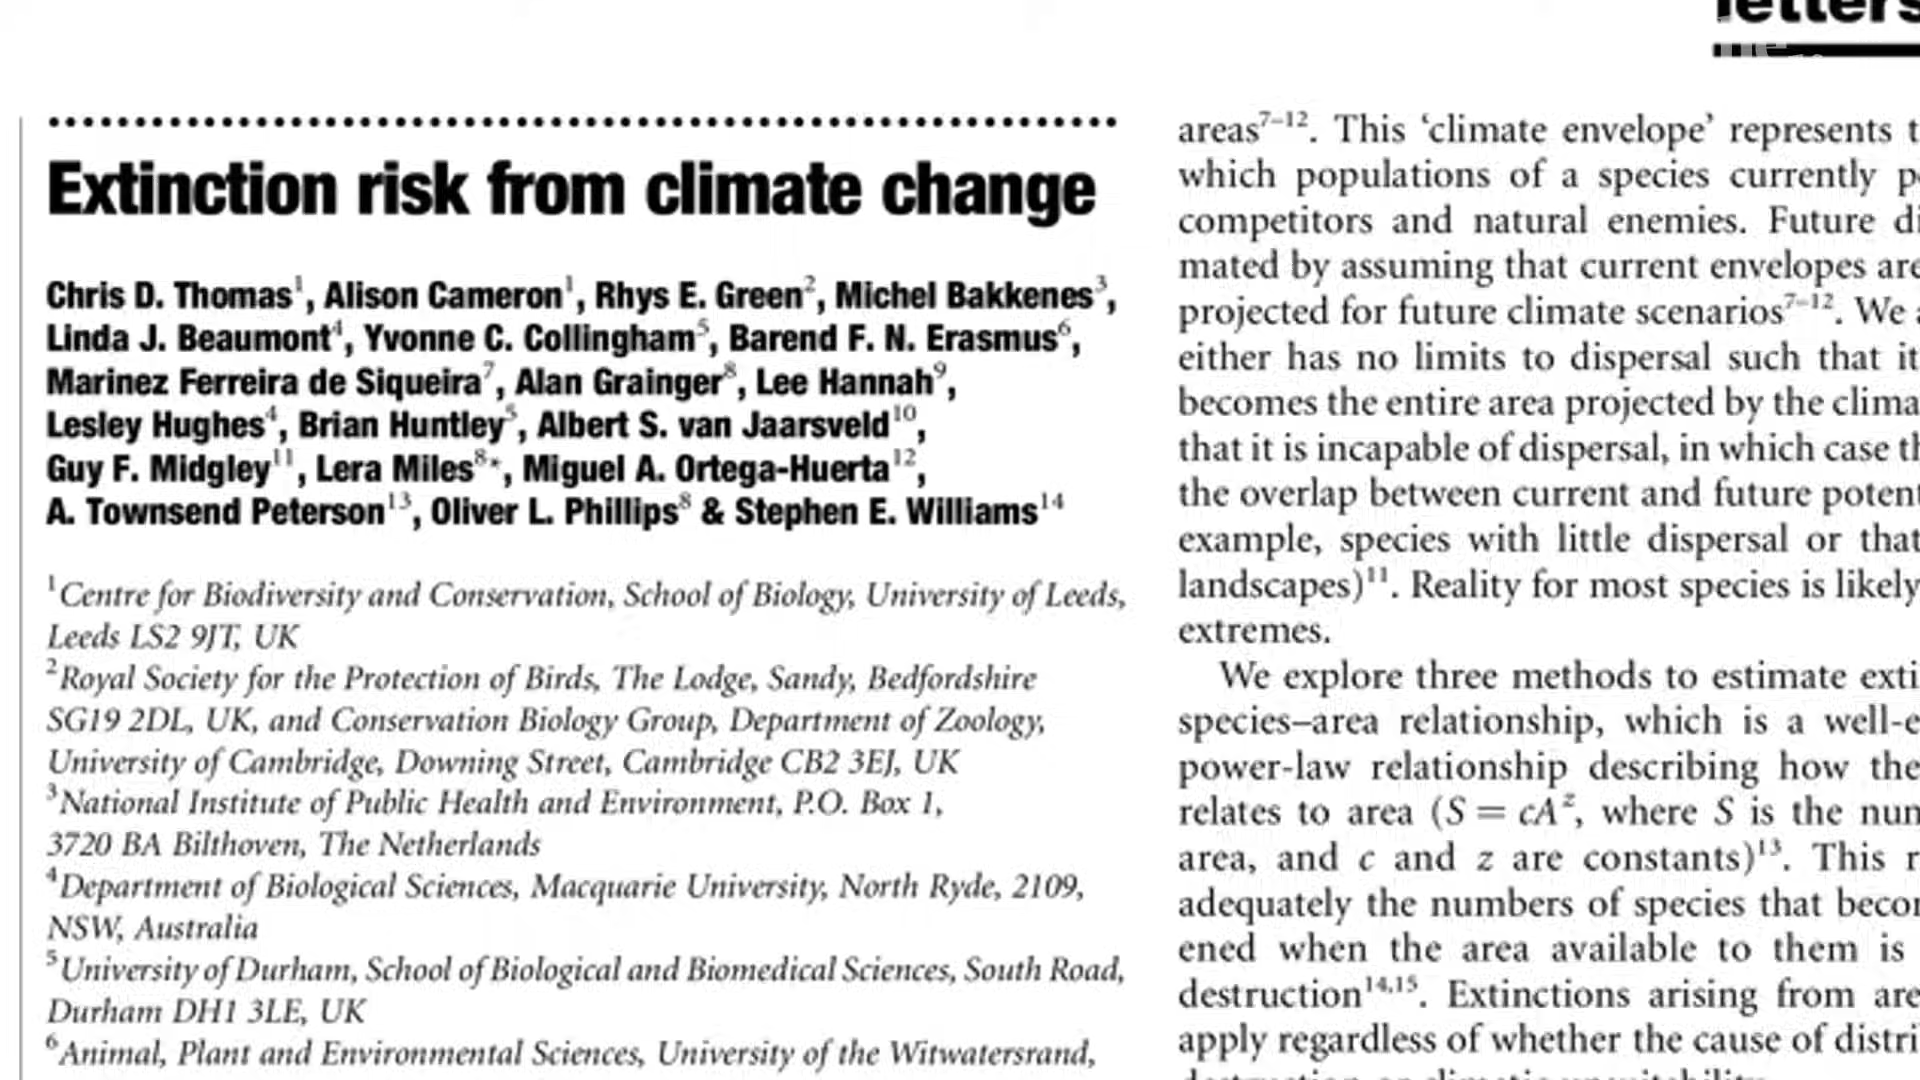 letters
Extinction risk from climate change
Chris D. Thomas¹, Alison Cameron¹, Rhys E. Green², Michel Bakkenes³,
Linda J. Beaumont⁴, Yvonne C. Collingham⁵, Barend F. N. Erasmus⁶,
Marinez Ferreira de Siqueira⁷, Alan Grainger⁸, Lee Hannah⁹,
Lesley Hughes⁴, Brian Huntley⁵, Albert S. van Jaarsveld¹⁰,
Guy F. Midgley¹¹, Lera Miles⁸*, Miguel A. Ortega-Huerta¹²,
A. Townsend Peterson¹³, Oliver L. Phillips⁸ & Stephen E. Williams¹⁴
¹Centre for Biodiversity and Conservation, School of Biology, University of Leeds,
Leeds LS2 9JT, UK
²Royal Society for the Protection of Birds, The Lodge, Sandy, Bedfordshire
SG19 2DL, UK, and Conservation Biology Group, Department of Zoology,
University of Cambridge, Downing Street, Cambridge CB2 3EJ, UK
³National Institute of Public Health and Environment, P.O. Box 1,
3720 BA Bilthoven, The Netherlands
⁴Department of Biological Sciences, Macquarie University, North Ryde, 2109,
NSW, Australia
⁵University of Durham, School of Biological and Biomedical Sciences, South Road,
Durham DH1 3LE, UK
⁶Animal, Plant and Environmental Sciences, University of the Witwatersrand,
areas⁷⁻¹². This ‘climate envelope’ represents t
which populations of a species currently p
competitors and natural enemies. Future di
mated by assuming that current envelopes are
projected for future climate scenarios⁷⁻¹². We a
either has no limits to dispersal such that it
becomes the entire area projected by the clima
that it is incapable of dispersal, in which case th
the overlap between current and future potent
example, species with little dispersal or that
landscapes)¹¹. Reality for most species is likely
extremes.
We explore three methods to estimate exti
species–area relationship, which is a well-e
power-law relationship describing how the
relates to area (S = cAᶻ, where S is the num
area, and c and z are constants)¹³. This r
adequately the numbers of species that becom
ened when the area available to them is
destruction¹⁴,¹⁵. Extinctions arising from are
apply regardless of whether the cause of distri